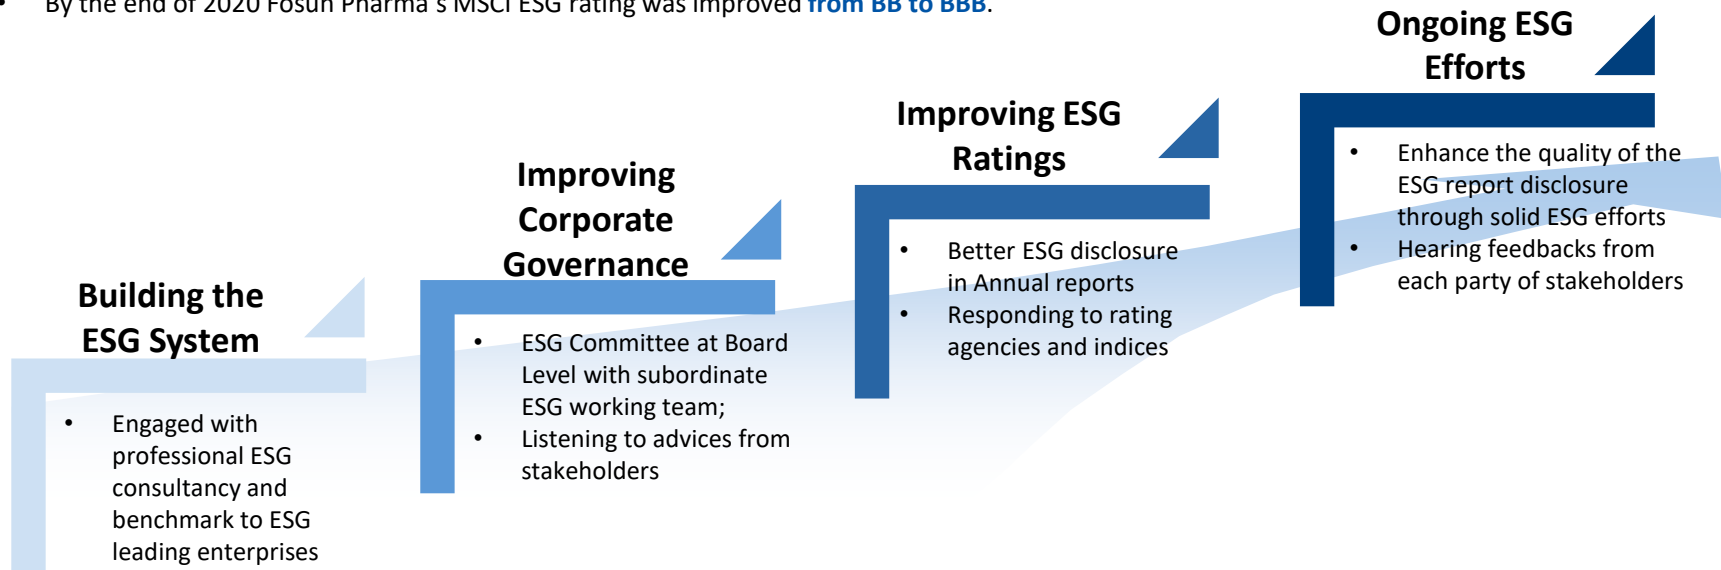 • By the end of 2020 Fosun Pharma's MSCI ESG rating was improved from BB to BBB.
Building the
ESG System
• Engaged with
professional ESG
consultancy and
benchmark to ESG
leading enterprises
Improving
Corporate
Governance
• ESG Committee at Board
Level with subordinate
ESG working team;
• Listening to advices from
stakeholders
Improving ESG
Ratings
• Better ESG disclosure
in Annual reports
• Responding to rating
agencies and indices
Ongoing ESG
Efforts
• Enhance the quality of the
ESG report disclosure
through solid ESG efforts
• Hearing feedbacks from
each party of stakeholders